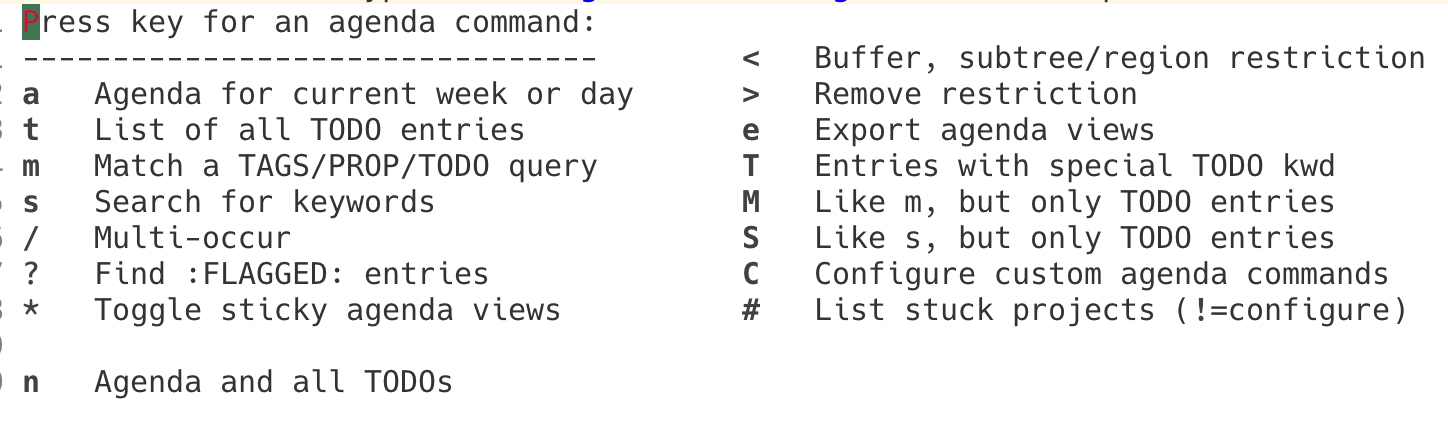 Press key for an agenda command:
--------------------------------   <   Buffer, subtree/region restriction
a   Agenda for current week or day   >   Remove restriction
t   List of all TODO entries   e   Export agenda views
m   Match a TAGS/PROP/TODO query   T   Entries with special TODO kwd
s   Search for keywords   M   Like m, but only TODO entries
/   Multi-occur   S   Like s, but only TODO entries
?   Find :FLAGGED: entries   C   Configure custom agenda commands
*   Toggle sticky agenda views   #   List stuck projects (!=configure)
n   Agenda and all TODOs